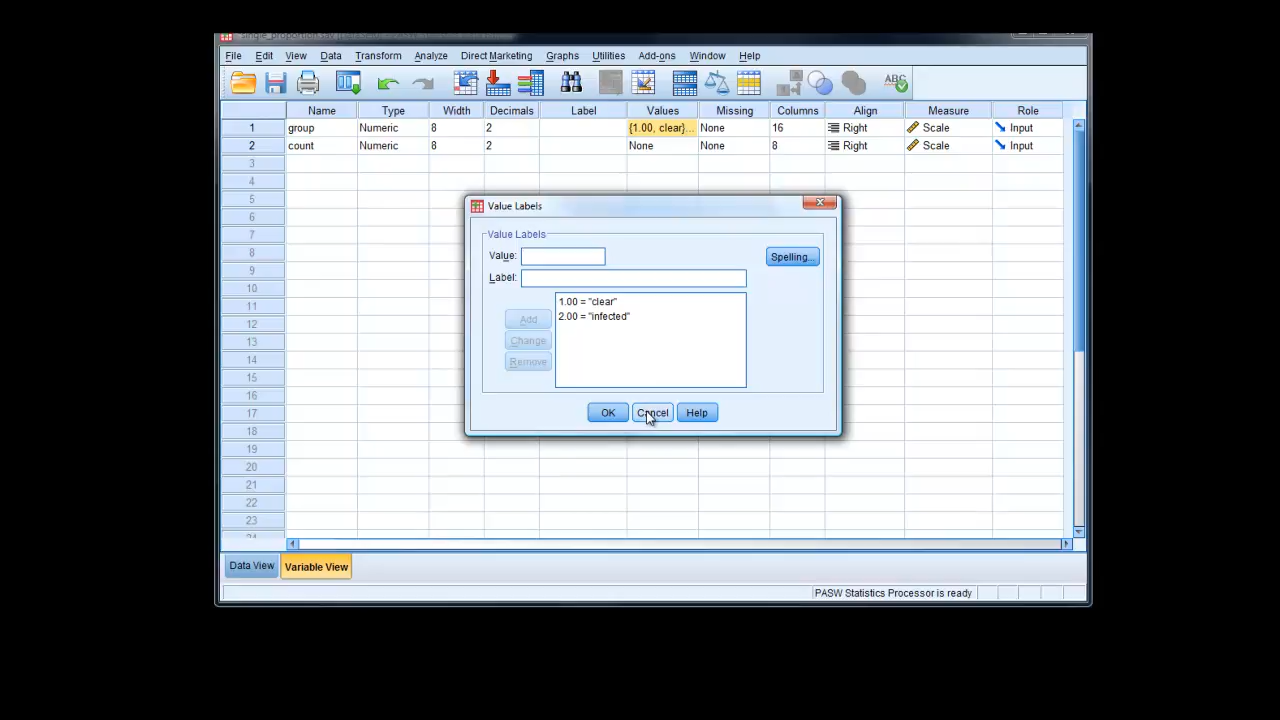 File Edit View Data Transform Analyze Direct Marketing Graphs Utilities Add-ons Window Help
ABC
Name Type Width Decimals Label Values Missing Columns Align Measure Role
1 group Numeric 8 2 {1.00, clear}... None 16 Right Scale Input
2 count Numeric 8 2 None None 8 Right Scale Input
3
4
5
6
7
8
9
10
11
12
13
14
15
16
17
18
19
20
21
22
23
24
Value Labels
Value Labels
Value:
Spelling...
Label:
1.00 = "clear"
2.00 = "infected"
Add
Change
Remove
OK Cancel Help
Data View Variable View
PASW Statistics Processor is ready